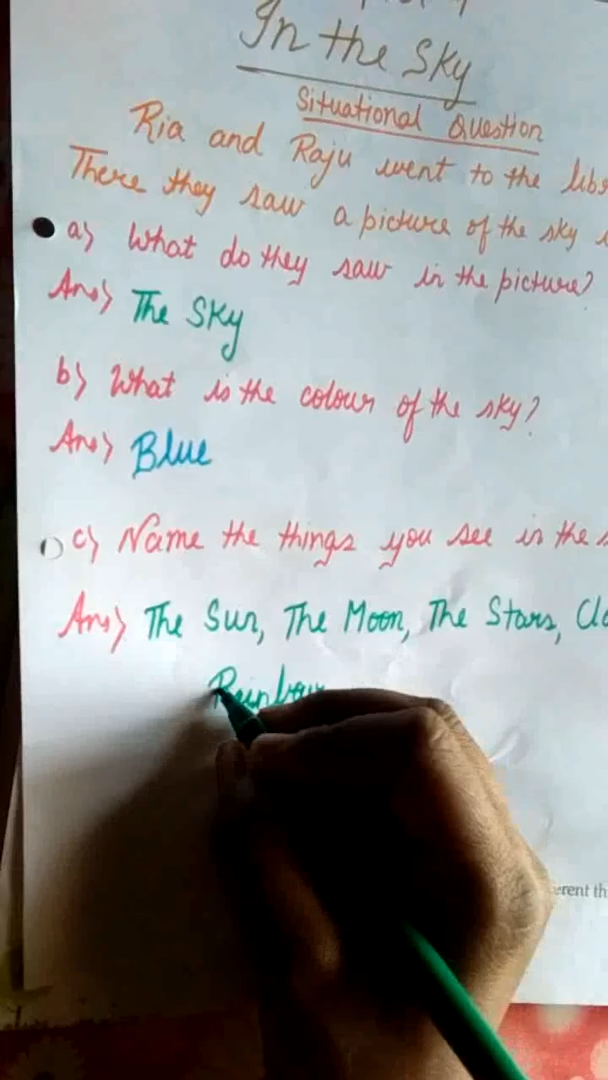 In the Sky
Situational Question
Ria and Raju went to the
There they saw a picture of the sky
a) What do they saw in the picture?
Ans) The Sky
b) What is the colour of the sky?
Ans) Blue
c) Name the things you see in the
Ans) The Sun, The Moon, The Stars,
Rainbow